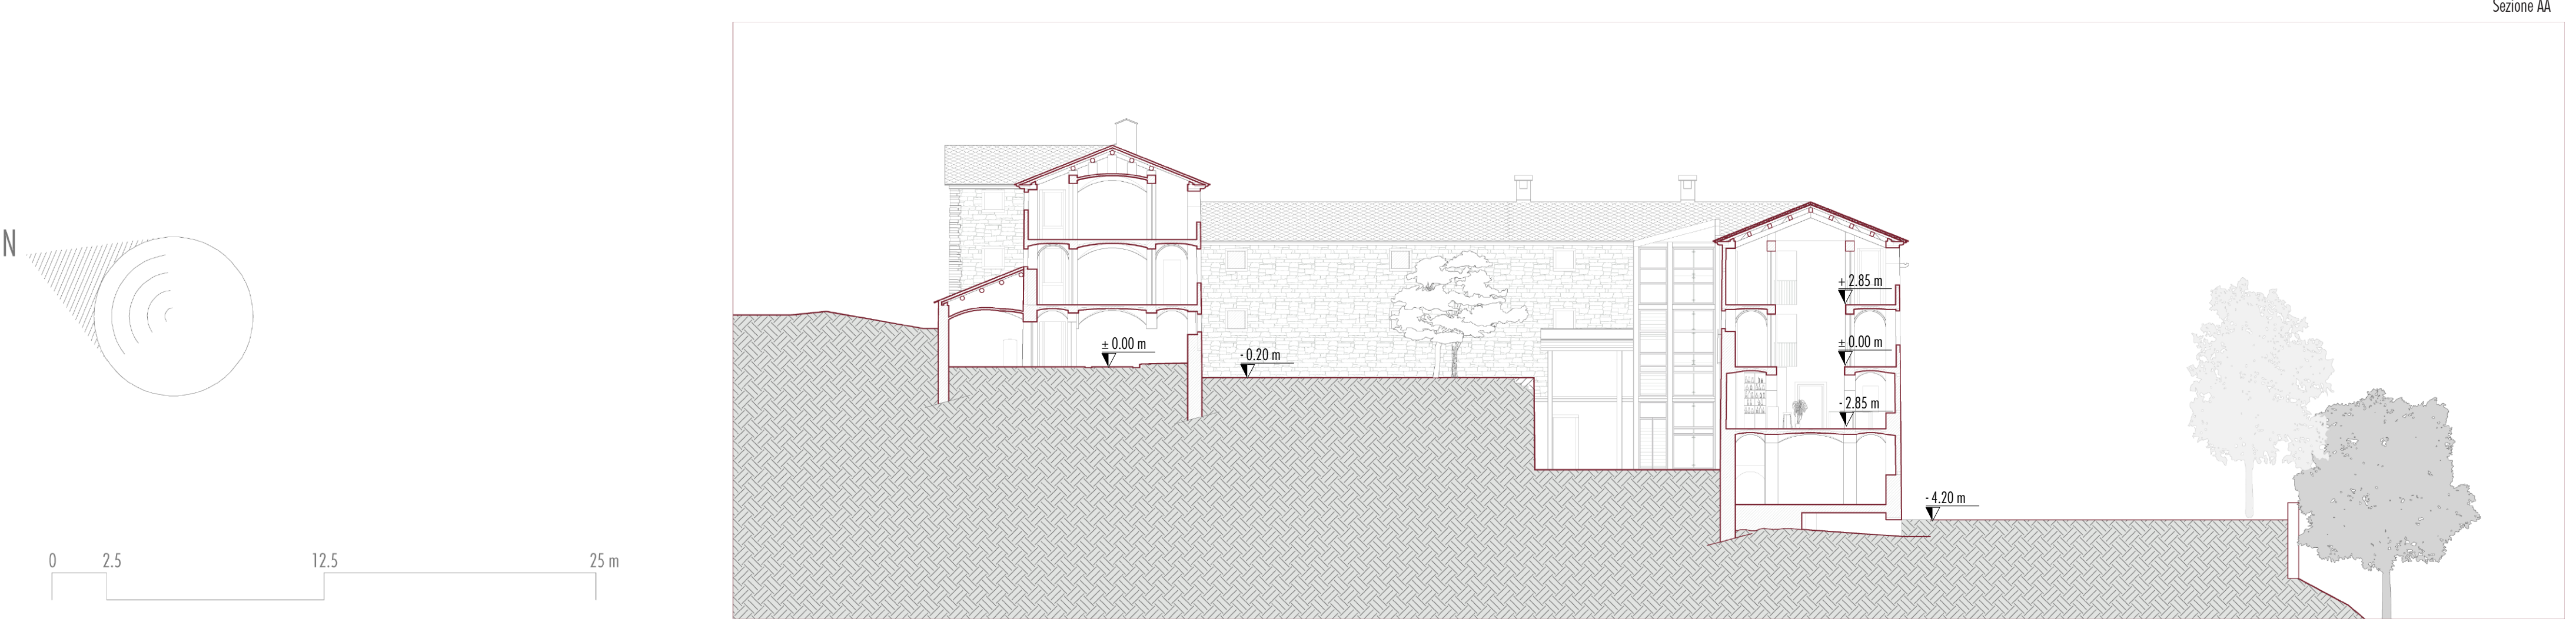 Sezione AA
N
+ 2.85 m
± 0.00 m
± 0.00 m
- 0.20 m
- 2.85 m
- 4.20 m
0 2.5 12.5 25 m